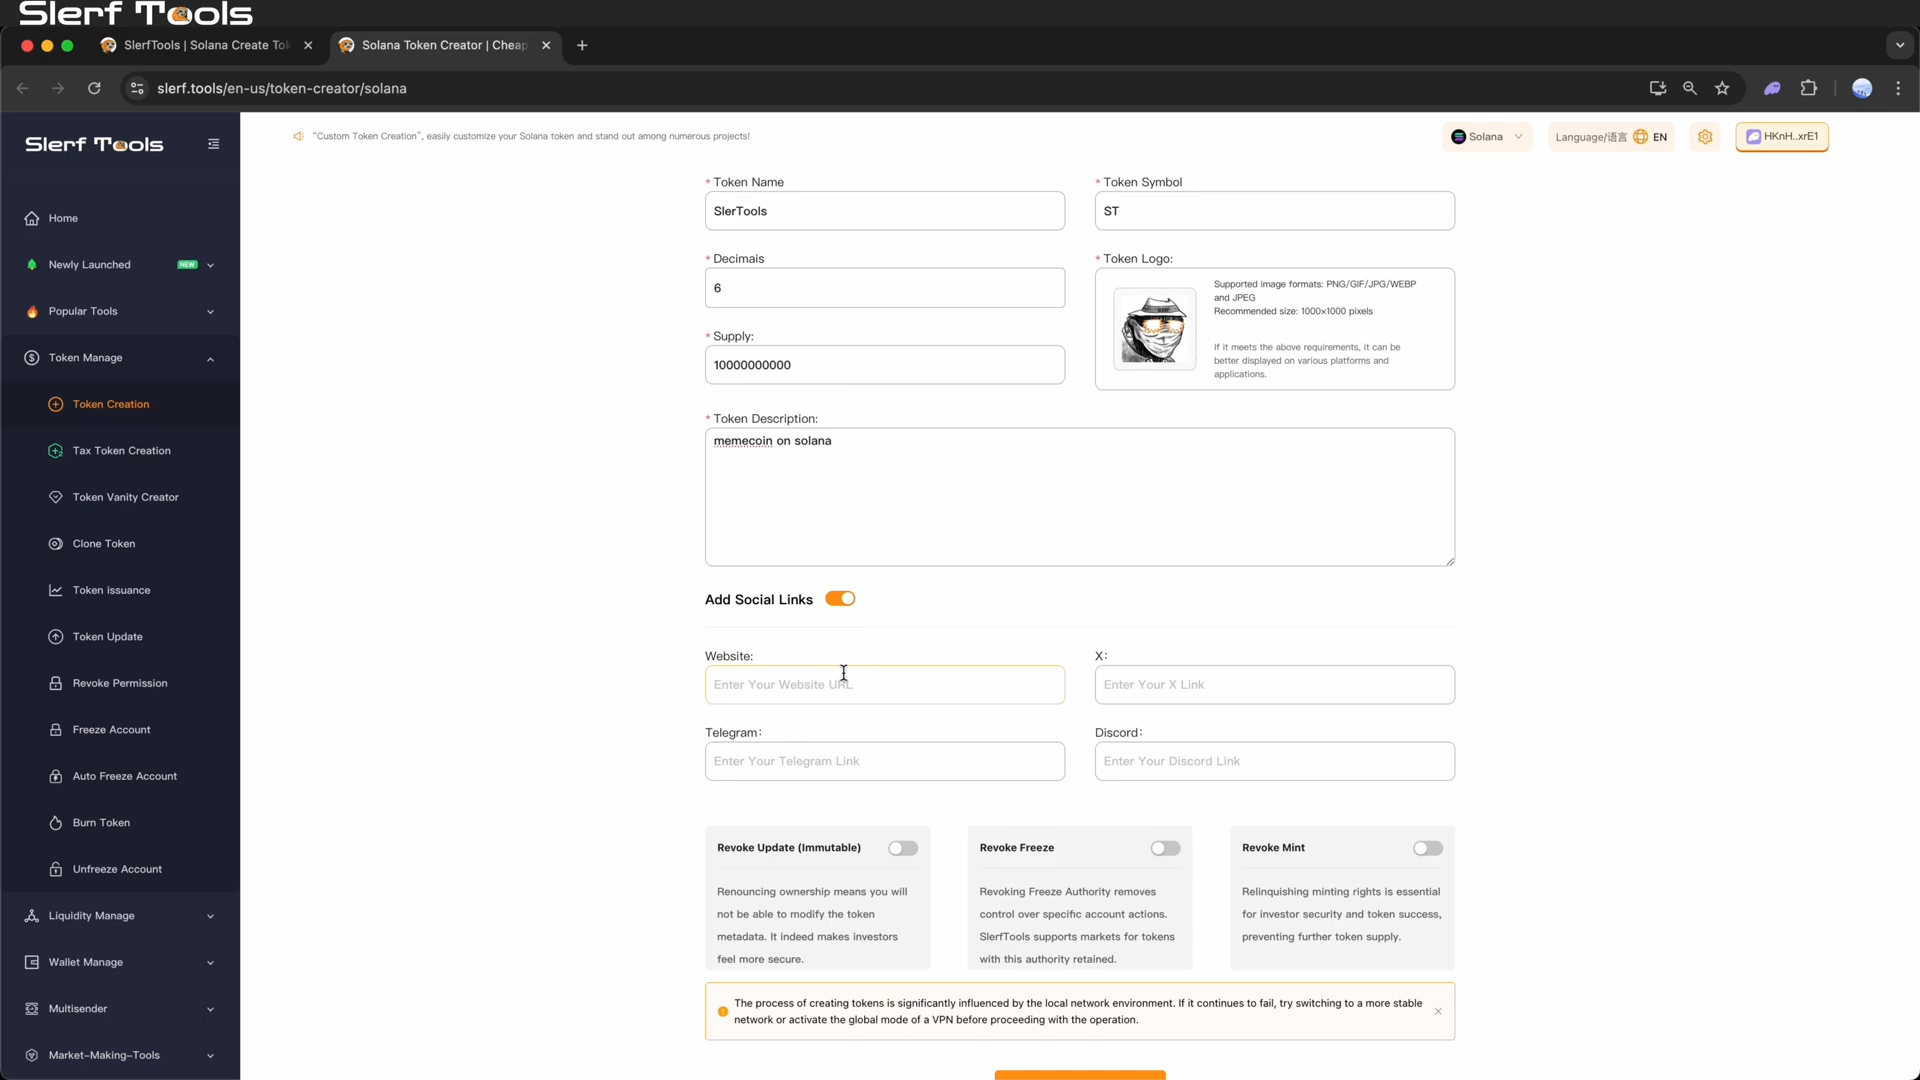 Slerf Tools
SlerfTools | Solana Create Tok
Solana Token Creator | Cheap
slerf.tools/en-us/token-creator/solana
Slerf Tools
"Custom Token Creation", easily customize your Solana token and stand out among numerous projects!
Solana
Language/语言 EN
HKnH..xrE1
Home
Newly Launched NEW
Popular Tools
Token Manage
Token Creation
Tax Token Creation
Token Vanity Creator
Clone Token
Token issuance
Token Update
Revoke Permission
Freeze Account
Auto Freeze Account
Burn Token
Unfreeze Account
Liquidity Manage
Wallet Manage
Multisender
Market-Making-Tools
* Token Name
SlerTools
* Token Symbol
ST
* Decimais
6
* Token Logo:
Supported image formats: PNG/GIF/JPG/WEBP
and JPEG
Recommended size: 1000×1000 pixels
If it meets the above requirements, it can be
better displayed on various platforms and
applications.
* Supply:
10000000000
* Token Description:
memecoin on solana
Add Social Links
Website:
Enter Your Website URL
X:
Enter Your X Link
Telegram:
Enter Your Telegram Link
Discord:
Enter Your Discord Link
Revoke Update (Immutable)
Renouncing ownership means you will
not be able to modify the token
metadata. It indeed makes investors
feel more secure.
Revoke Freeze
Revoking Freeze Authority removes
control over specific account actions.
SlerfTools supports markets for tokens
with this authority retained.
Revoke Mint
Relinquishing minting rights is essential
for investor security and token success,
preventing further token supply.
The process of creating tokens is significantly influenced by the local network environment. If it continues to fail, try switching to a more stable
network or activate the global mode of a VPN before proceeding with the operation.